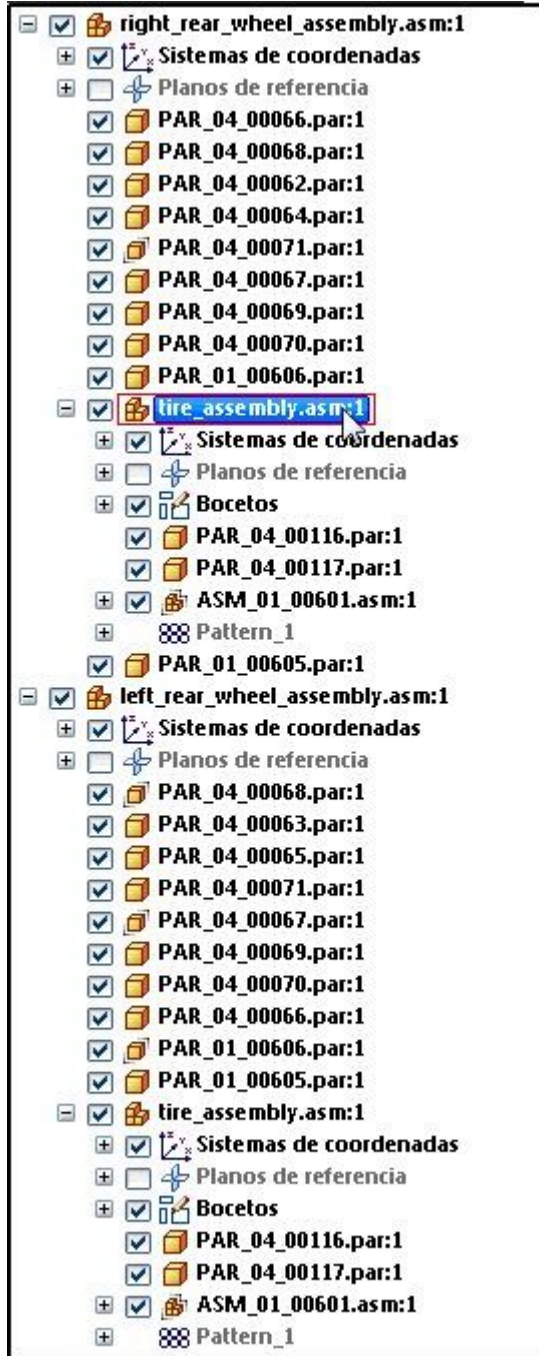 right_rear_wheel_assembly.asm:1
Sistemas de coordenadas
Planos de referencia
PAR_04_00066.par:1
PAR_04_00068.par:1
PAR_04_00062.par:1
PAR_04_00064.par:1
PAR_04_00071.par:1
PAR_04_00067.par:1
PAR_04_00069.par:1
PAR_04_00070.par:1
PAR_01_00606.par:1
tire_assembly.asm:1
Sistemas de coordenadas
Planos de referencia
Bocetos
PAR_04_00116.par:1
PAR_04_00117.par:1
ASM_01_00601.asm:1
Pattern_1
PAR_01_00605.par:1
left_rear_wheel_assembly.asm:1
Sistemas de coordenadas
Planos de referencia
PAR_04_00068.par:1
PAR_04_00063.par:1
PAR_04_00065.par:1
PAR_04_00071.par:1
PAR_04_00067.par:1
PAR_04_00069.par:1
PAR_04_00070.par:1
PAR_04_00066.par:1
PAR_01_00606.par:1
PAR_01_00605.par:1
tire_assembly.asm:1
Sistemas de coordenadas
Planos de referencia
Bocetos
PAR_04_00116.par:1
PAR_04_00117.par:1
ASM_01_00601.asm:1
Pattern_1